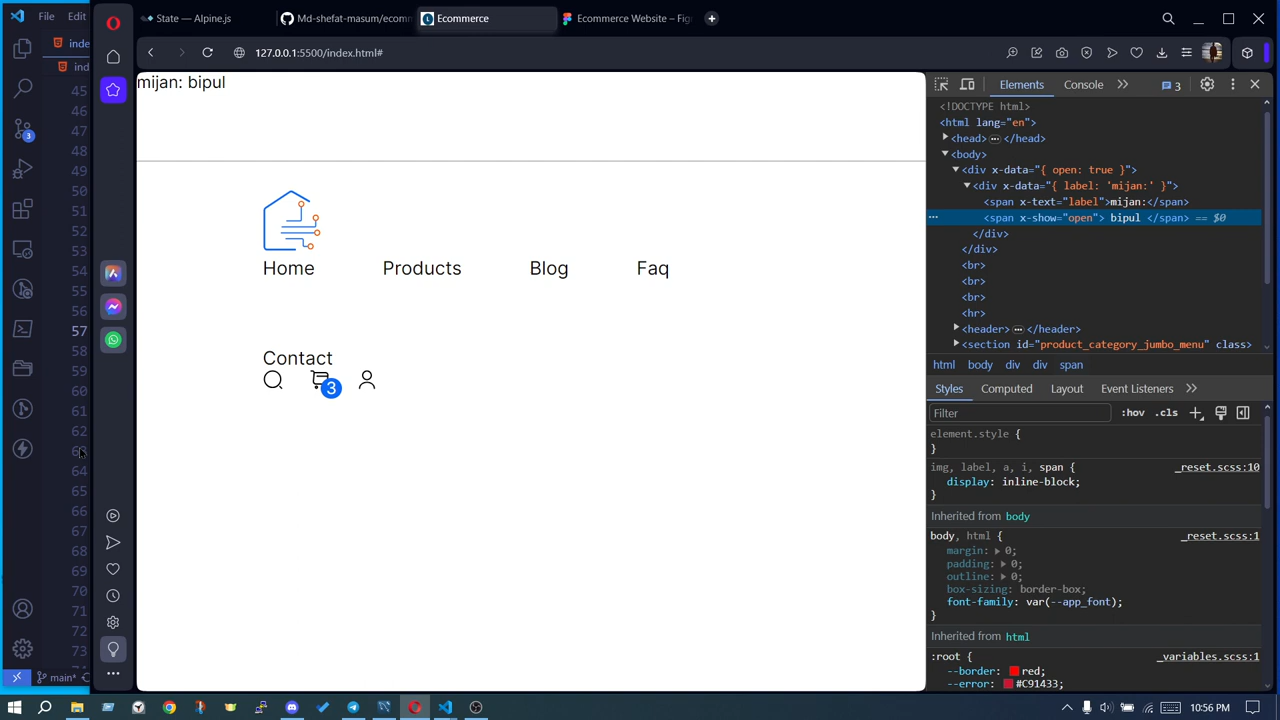 File Edit
State — Alpine.js
Md-shefat-masum/ecomm
Ecommerce
Ecommerce Website – Fig
127.0.0.1:5500/index.html#
inde
ind
45
46
47
48
49
50
51
52
53
54
55
56
57
58
59
60
61
62
63
64
65
66
67
68
69
70
71
72
73
3
main*
mijan: bipul
Home
Products
Blog
Faq
Contact
3
Elements
Console
3
<!DOCTYPE html>
<html lang="en">
<head> ⋯ </head>
<body>
<div x-data="{ open: true }">
<div x-data="{ label: 'mijan:' }">
<span x-text="label">mijan:</span>
<span x-show="open"> bipul </span> == $0
</div>
</div>
<br>
<br>
<br>
<hr>
<header> ⋯ </header>
<section id="product_category_jumbo_menu" class>
html body div div span
Styles Computed Layout Event Listeners
Filter
:hov .cls
element.style {
}
img, label, a, i, span {
_reset.scss:10
display: inline-block;
}
Inherited from body
body, html {
_reset.scss:1
margin: 0;
padding: 0;
outline: 0;
box-sizing: border-box;
font-family: var(--app_font);
}
Inherited from html
:root {
_variables.scss:1
--border: red;
--error: #C91433;
10:56 PM